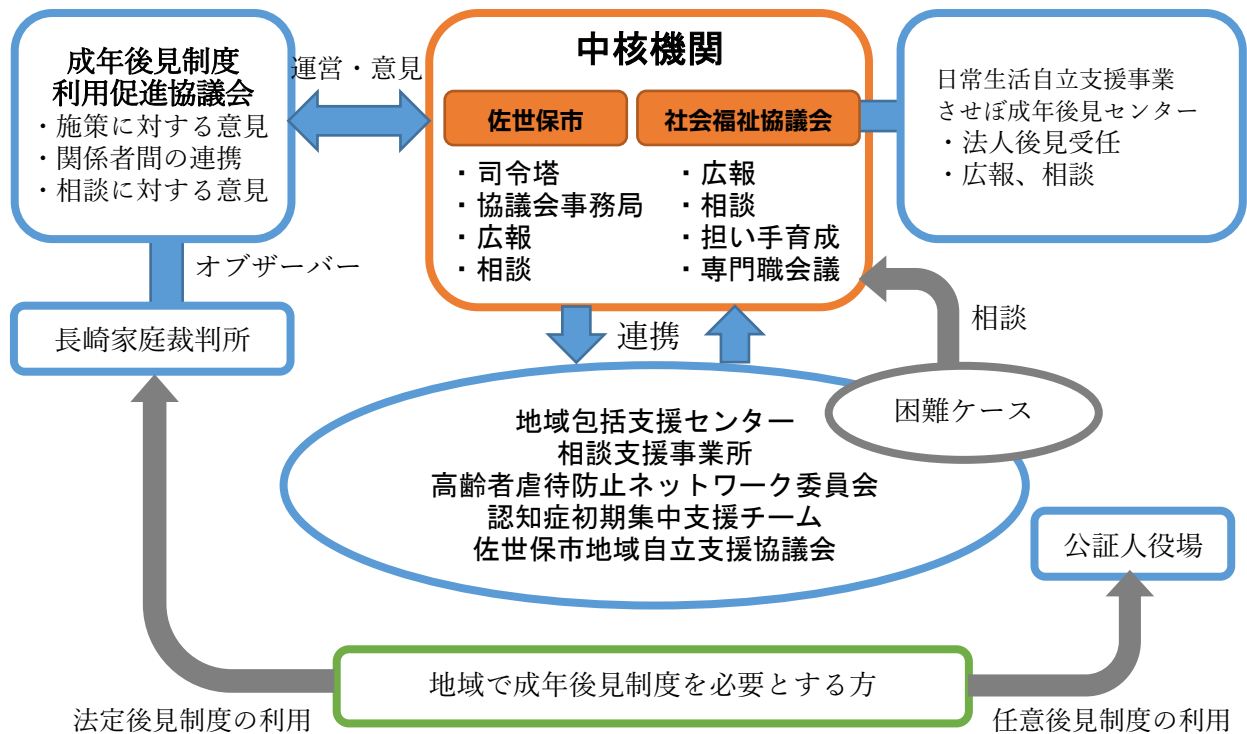 成年後見制度
利用促進協議会
・施策に対する意見
・関係者間の連携
・相談に対する意見
運営・意見
中核機関
佐世保市
・司令塔
・協議会事務局
・広報
・相談
社会福祉協議会
・広報
・相談
・担い手育成
・専門職会議
日常生活自立支援事業
させぼ成年後見センター
・法人後見受任
・広報、相談
オブザーバー
長崎家庭裁判所
連携
相談
困難ケース
地域包括支援センター
相談支援事業所
高齢者虐待防止ネットワーク委員会
認知症初期集中支援チーム
佐世保市地域自立支援協議会
公証人役場
地域で成年後見制度を必要とする方
法定後見制度の利用
任意後見制度の利用